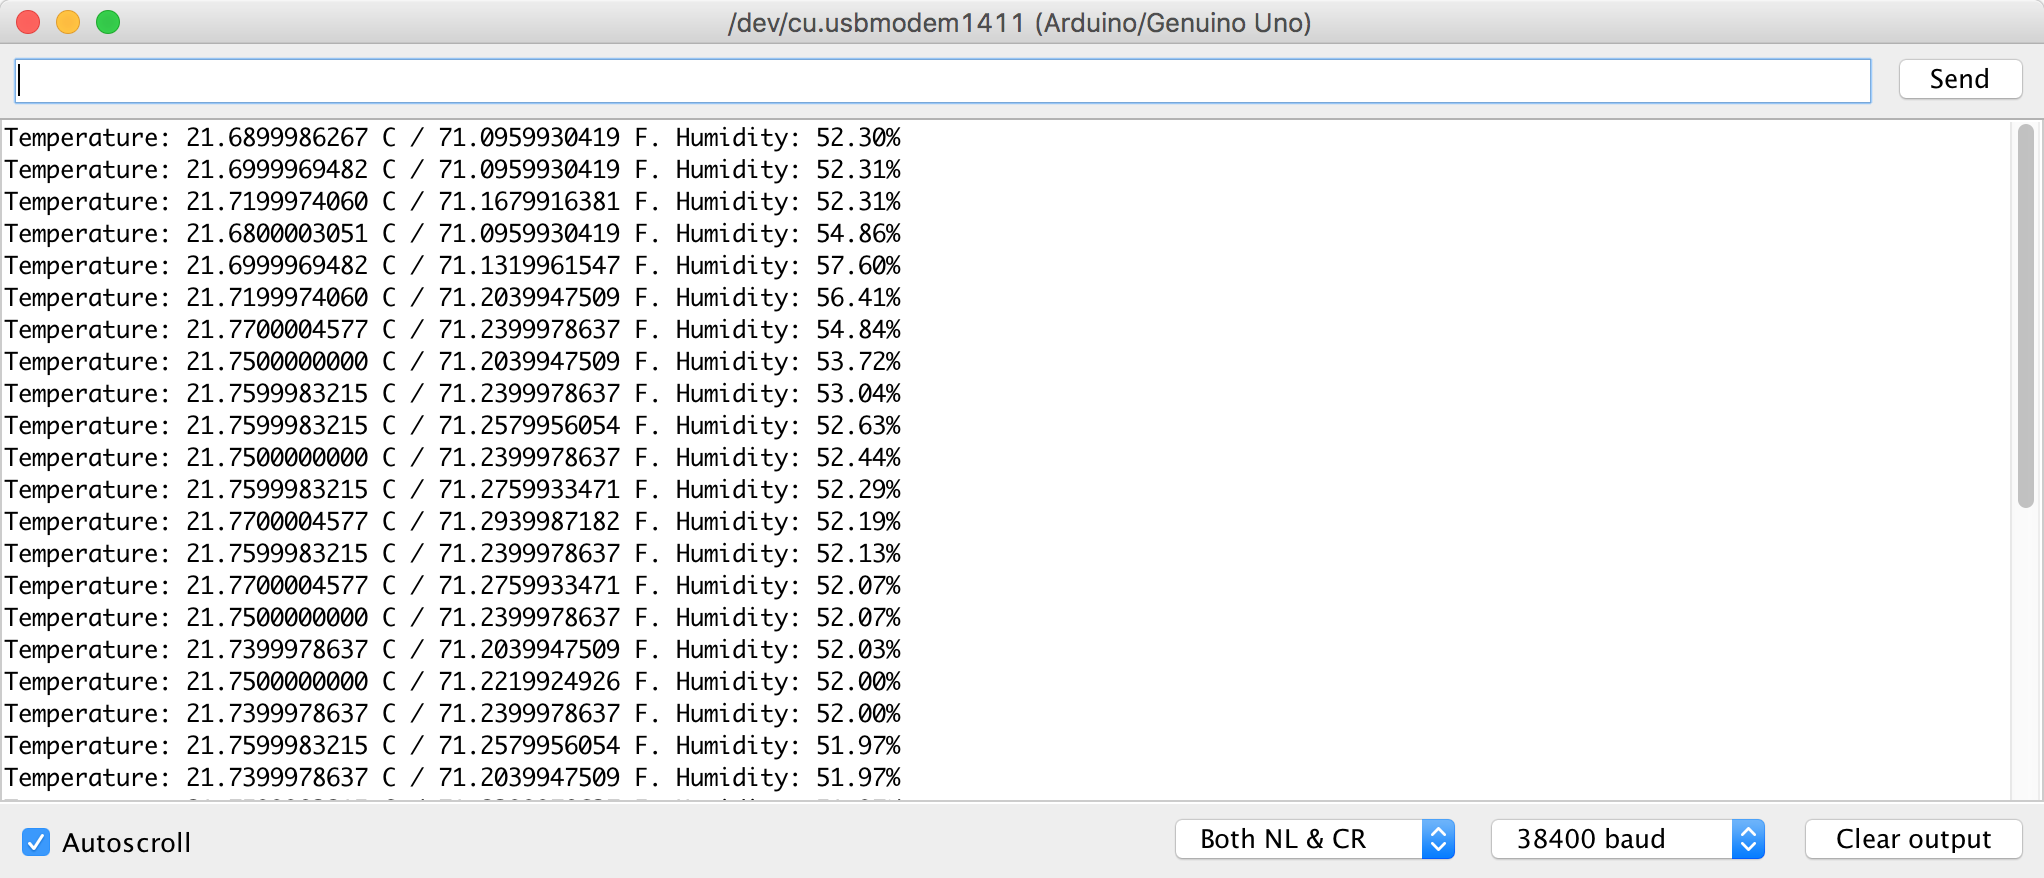 /dev/cu.usbmodem1411 (Arduino/Genuino Uno)
Send
Temperature: 21.6899986267 C / 71.0959930419 F. Humidity: 52.30%
Temperature: 21.6999969482 C / 71.0959930419 F. Humidity: 52.31%
Temperature: 21.7199974060 C / 71.1679916381 F. Humidity: 52.31%
Temperature: 21.6800003051 C / 71.0959930419 F. Humidity: 54.86%
Temperature: 21.6999969482 C / 71.1319961547 F. Humidity: 57.60%
Temperature: 21.7199974060 C / 71.2039947509 F. Humidity: 56.41%
Temperature: 21.7700004577 C / 71.2399978637 F. Humidity: 54.84%
Temperature: 21.7500000000 C / 71.2039947509 F. Humidity: 53.72%
Temperature: 21.7599983215 C / 71.2399978637 F. Humidity: 53.04%
Temperature: 21.7599983215 C / 71.2579956054 F. Humidity: 52.63%
Temperature: 21.7500000000 C / 71.2399978637 F. Humidity: 52.44%
Temperature: 21.7599983215 C / 71.2759933471 F. Humidity: 52.29%
Temperature: 21.7700004577 C / 71.2939987182 F. Humidity: 52.19%
Temperature: 21.7599983215 C / 71.2399978637 F. Humidity: 52.13%
Temperature: 21.7700004577 C / 71.2759933471 F. Humidity: 52.07%
Temperature: 21.7500000000 C / 71.2399978637 F. Humidity: 52.07%
Temperature: 21.7399978637 C / 71.2039947509 F. Humidity: 52.03%
Temperature: 21.7500000000 C / 71.2219924926 F. Humidity: 52.00%
Temperature: 21.7399978637 C / 71.2399978637 F. Humidity: 52.00%
Temperature: 21.7599983215 C / 71.2579956054 F. Humidity: 51.97%
Temperature: 21.7399978637 C / 71.2039947509 F. Humidity: 51.97%
Autoscroll
Both NL & CR
38400 baud
Clear output